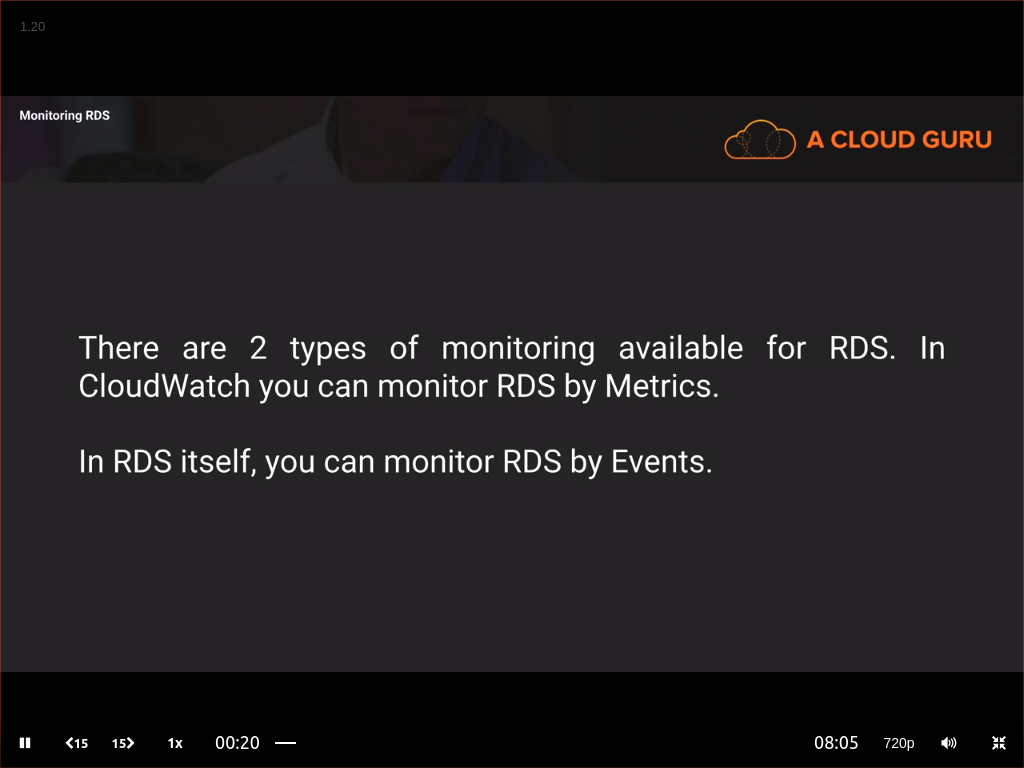 1.20
Monitoring RDS
A CLOUD GURU
There are 2 types of monitoring available for RDS. In
CloudWatch you can monitor RDS by Metrics.
In RDS itself, you can monitor RDS by Events.
15 15 1x 00:20 08:05 720p